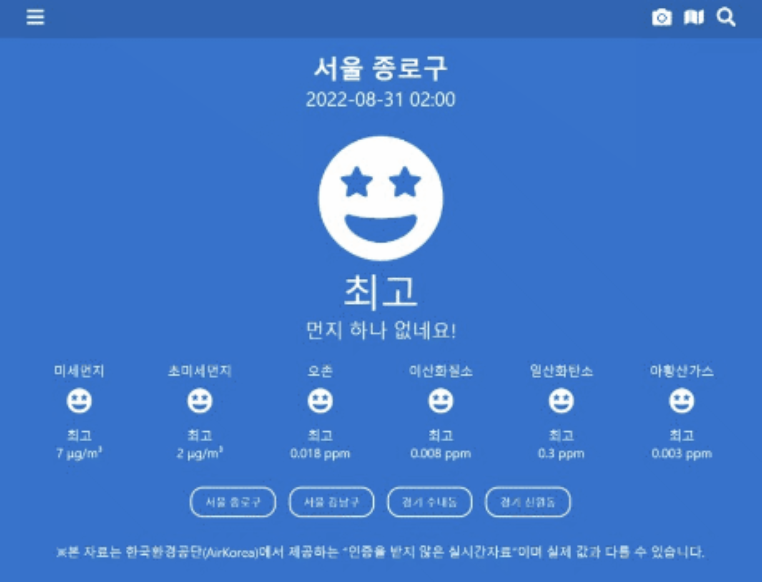 서울 종로구
2022-08-31 02:00
최고
먼지 하나 없네요!
미세먼지 초미세먼지 오존 이산화질소 일산화탄소 아황산가스
최고 최고 최고 최고 최고 최고
7 µg/m³ 2 µg/m³ 0.018 ppm 0.008 ppm 0.3 ppm 0.003 ppm
서울 종로구 서울 강남구 경기 수내동 경기 신원동
※본 자료는 한국환경공단(AirKorea)에서 제공하는 "인증을 받지 않은 실시간자료"이며 실제 값과 다를 수 있습니다.